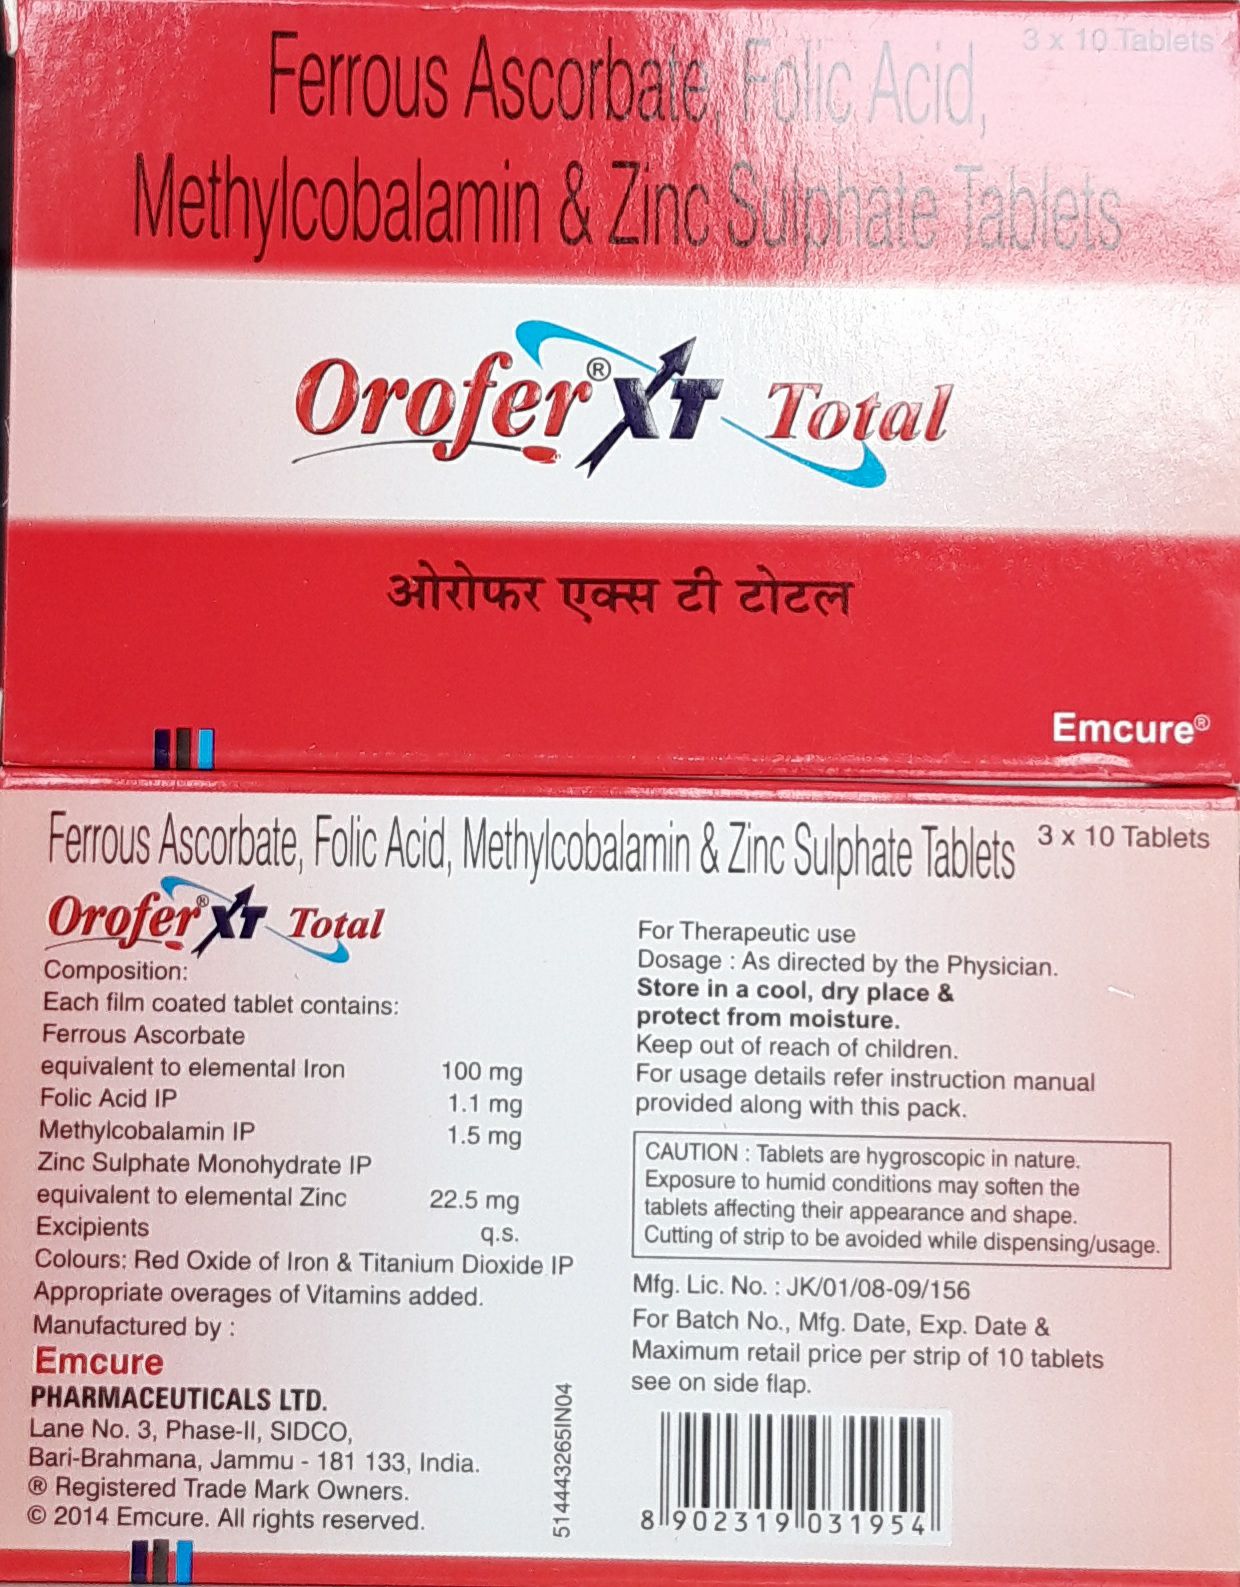 3 x 10 Tablets
Ferrous Ascorbate, Folic Acid,
Methylcobalamin & Zinc Sulphate Tablets
Orofer® XT Total
ओरोफर एक्स टी टोटल
Emcure®
Ferrous Ascorbate, Folic Acid, Methylcobalamin & Zinc Sulphate Tablets 3 x 10 Tablets
Orofer® XT Total
Composition:
Each film coated tablet contains:
Ferrous Ascorbate
equivalent to elemental Iron 100 mg
Folic Acid IP 1.1 mg
Methylcobalamin IP 1.5 mg
Zinc Sulphate Monohydrate IP
equivalent to elemental Zinc 22.5 mg
Excipients q.s.
Colours: Red Oxide of Iron & Titanium Dioxide IP
Appropriate overages of Vitamins added.
Manufactured by :
Emcure
PHARMACEUTICALS LTD.
Lane No. 3, Phase-II, SIDCO,
Bari-Brahmana, Jammu - 181 133, India.
® Registered Trade Mark Owners.
© 2014 Emcure. All rights reserved.
514443265IN04
For Therapeutic use
Dosage : As directed by the Physician.
Store in a cool, dry place &
protect from moisture.
Keep out of reach of children.
For usage details refer instruction manual
provided along with this pack.
CAUTION : Tablets are hygroscopic in nature.
Exposure to humid conditions may soften the
tablets affecting their appearance and shape.
Cutting of strip to be avoided while dispensing/usage.
Mfg. Lic. No. : JK/01/08-09/156
For Batch No., Mfg. Date, Exp. Date &
Maximum retail price per strip of 10 tablets
see on side flap.
8 902319 031954